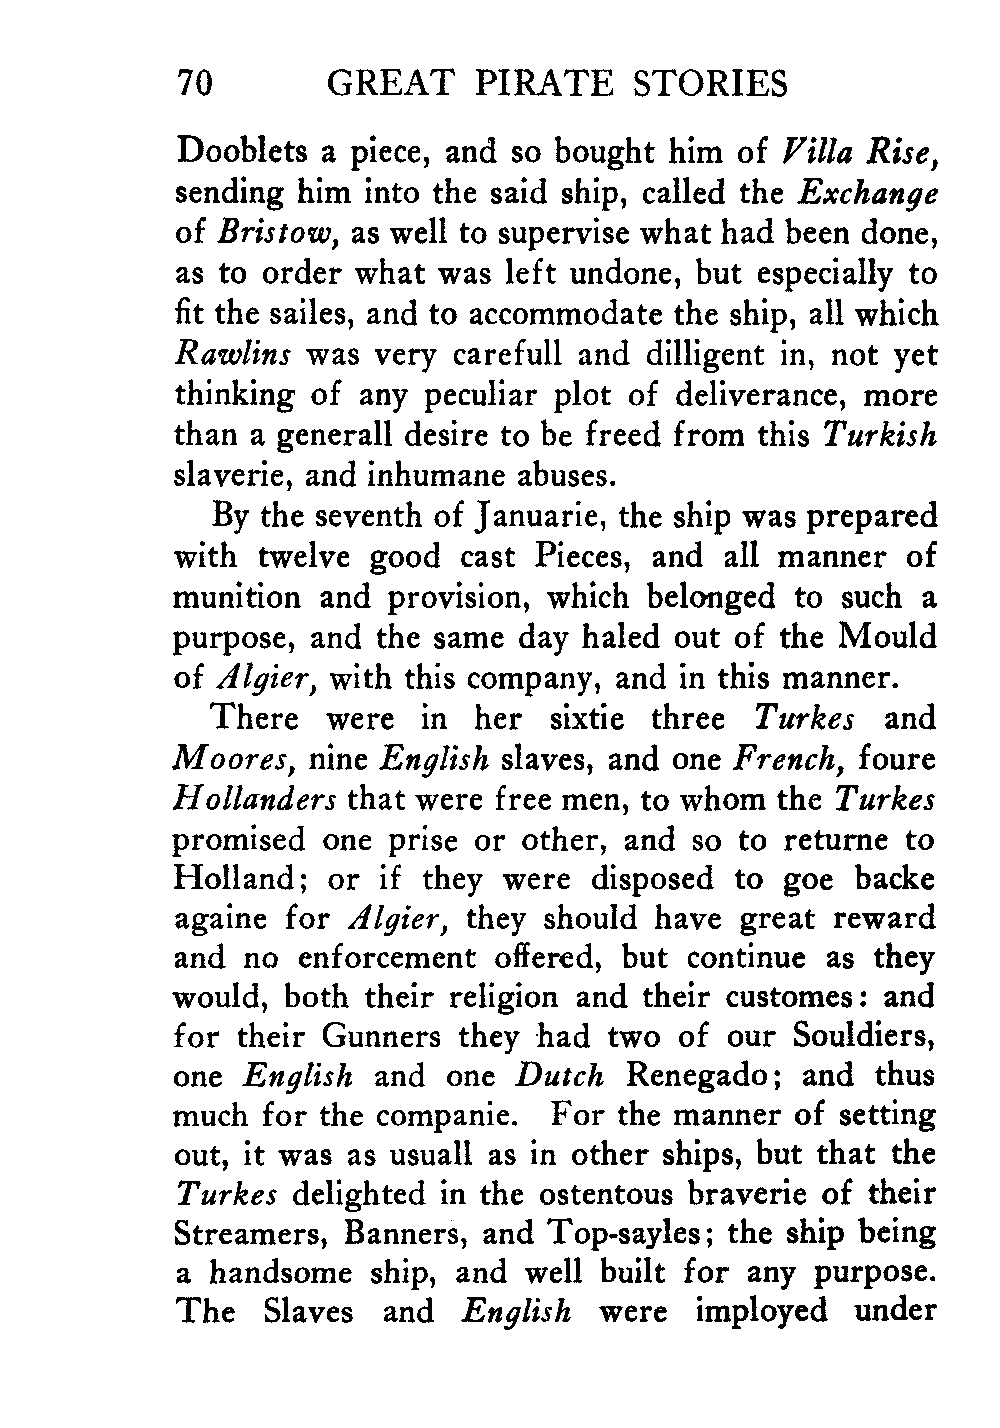 70 GREAT PIRATE STORIES
Dooblets a piece, and so bought him of Villa Rise,
sending him into the said ship, called the Exchange
of Bristow, as well to supervise what had been done,
as to order what was left undone, but especially to
fit the sailes, and to accommodate the ship, all which
Rawlins was very carefull and dilligent in, not yet
thinking of any peculiar plot of deliverance, more
than a generall desire to be freed from this Turkish
slaverie, and inhumane abuses.
By the seventh of Januarie, the ship was prepared
with twelve good cast Pieces, and all manner of
munition and provision, which belonged to such a
purpose, and the same day haled out of the Mould
of Algier, with this company, and in this manner.
There were in her sixtie three Turkes and
Moores, nine English slaves, and one French, foure
Hollanders that were free men, to whom the Turkes
promised one prise or other, and so to returne to
Holland; or if they were disposed to goe backe
againe for Algier, they should have great reward
and no enforcement offered, but continue as they
would, both their religion and their customes: and
for their Gunners they had two of our Souldiers,
one English and one Dutch Renegado; and thus
much for the companie. For the manner of setting
out, it was as usuall as in other ships, but that the
Turkes delighted in the ostentous braverie of their
Streamers, Banners, and Top-sayles; the ship being
a handsome ship, and well built for any purpose.
The Slaves and English were imployed under